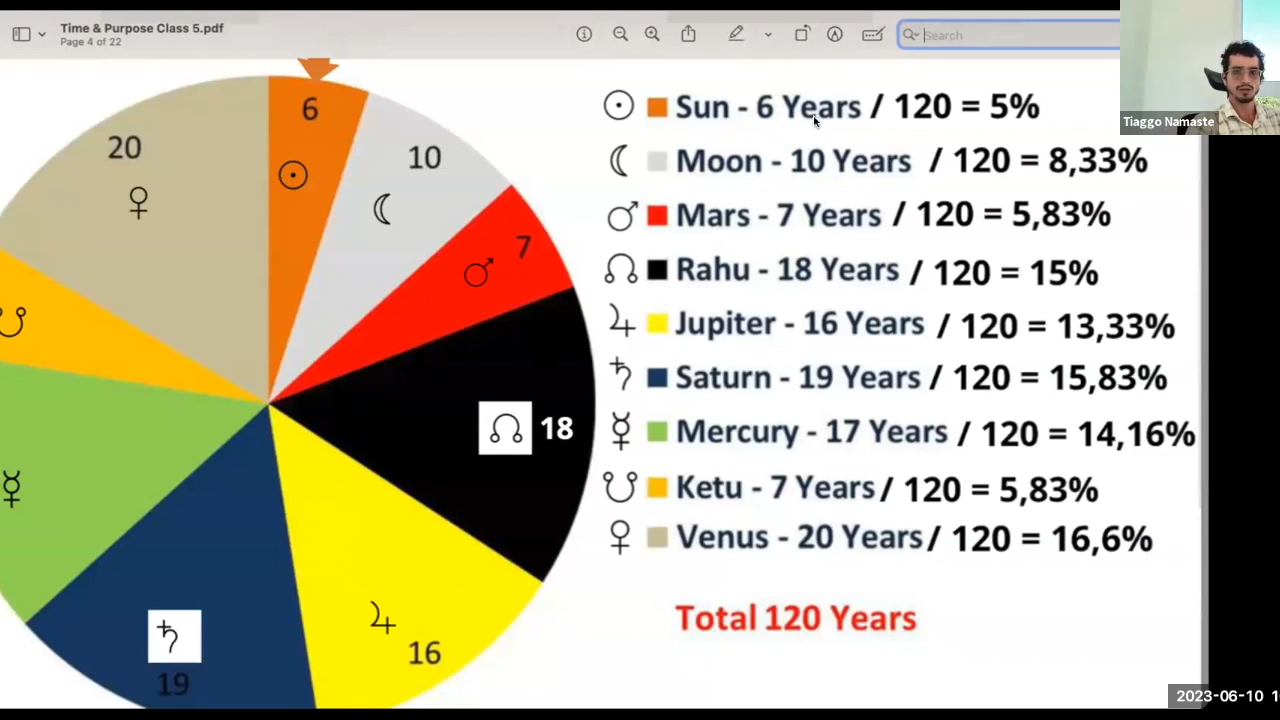 Time & Purpose Class 5.pdf
Page 4 of 22
Search
Tiaggo Namaste
6
10
20
7
18
16
19
Sun - 6 Years / 120 = 5%
Moon - 10 Years / 120 = 8,33%
Mars - 7 Years / 120 = 5,83%
Rahu - 18 Years / 120 = 15%
Jupiter - 16 Years / 120 = 13,33%
Saturn - 19 Years / 120 = 15,83%
Mercury - 17 Years / 120 = 14,16%
Ketu - 7 Years / 120 = 5,83%
Venus - 20 Years / 120 = 16,6%
Total 120 Years
2023-06-10